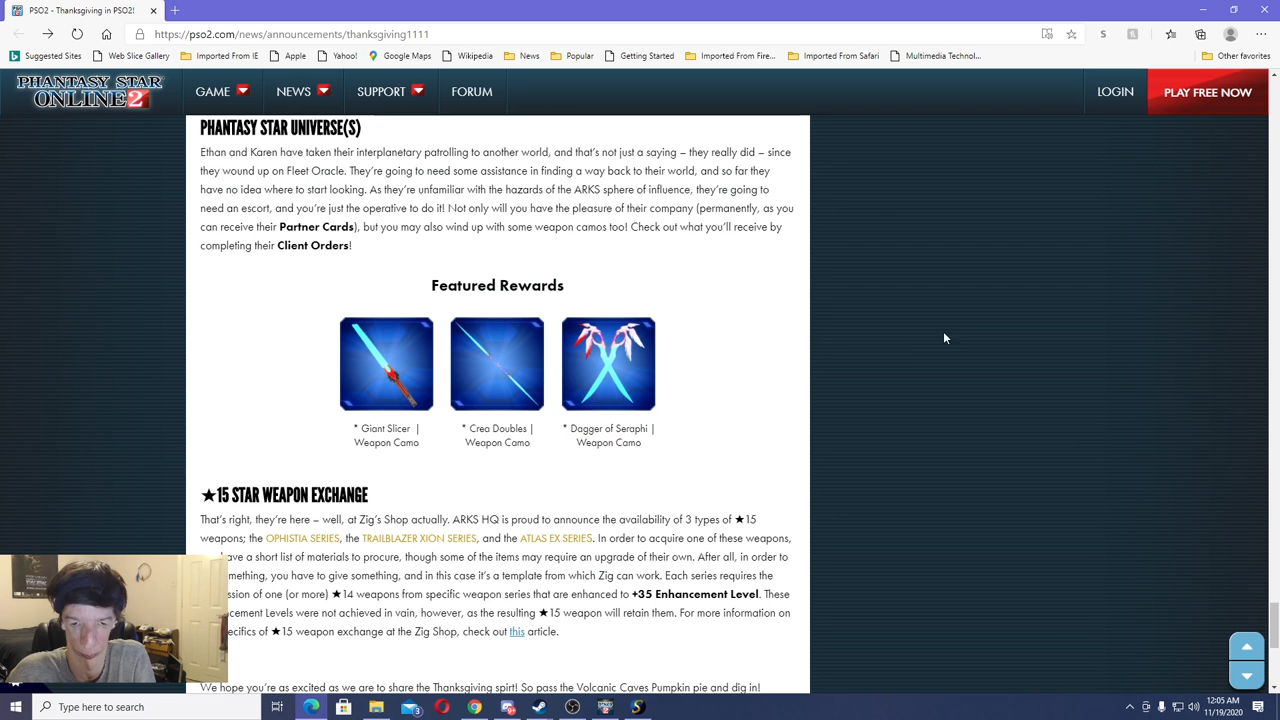 PSO2 - Thanksgiving in PSO2!
https://pso2.com/news/announcements/thanksgiving1111
Suggested Sites Web Slice Gallery Imported From IE Apple Yahoo! Google Maps Wikipedia News Popular Getting Started Imported From Fire... Imported From Safari Multimedia Technol... Other favorites
PHANTASY STAR
ONLINE 2
GAME NEWS SUPPORT FORUM LOGIN PLAY FREE NOW
PHANTASY STAR UNIVERSE(S)
Ethan and Karen have taken their interplanetary patrolling to another world, and that's not just a saying – they really did – since
they wound up on Fleet Oracle. They're going to need some assistance in finding a way back to their world, and so far they
have no idea where to start looking. As they're unfamiliar with the hazards of the ARKS sphere of influence, they're going to
need an escort, and you're just the operative to do it! Not only will you have the pleasure of their company (permanently, as you
can receive their Partner Cards), but you may also wind up with some weapon camos too! Check out what you'll receive by
completing their Client Orders!
Featured Rewards
* Giant Slicer |
Weapon Camo
* Crea Doubles |
Weapon Camo
* Dagger of Seraphi |
Weapon Camo
★15 STAR WEAPON EXCHANGE
That's right, they're here – well, at Zig's Shop actually. ARKS HQ is proud to announce the availability of 3 types of ★15
weapons; the OPHISTIA SERIES, the TRAILBLAZER XION SERIES, and the ATLAS EX SERIES. In order to acquire one of these weapons,
have a short list of materials to procure, though some of the items may require an upgrade of their own. After all, in order to
mething, you have to give something, and in this case it's a template from which Zig can work. Each series requires the
ssion of one (or more) ★14 weapons from specific weapon series that are enhanced to +35 Enhancement Level. These
cement Levels were not achieved in vain, however, as the resulting ★15 weapon will retain them. For more information on
ecifics of ★15 weapon exchange at the Zig Shop, check out this article.
We hope you're as excited as we are to share the Thanksgiving spirt! So pass the Volcanic Caves Pumpkin pie and dig in!
Type here to search
12:05 AM
11/19/2020